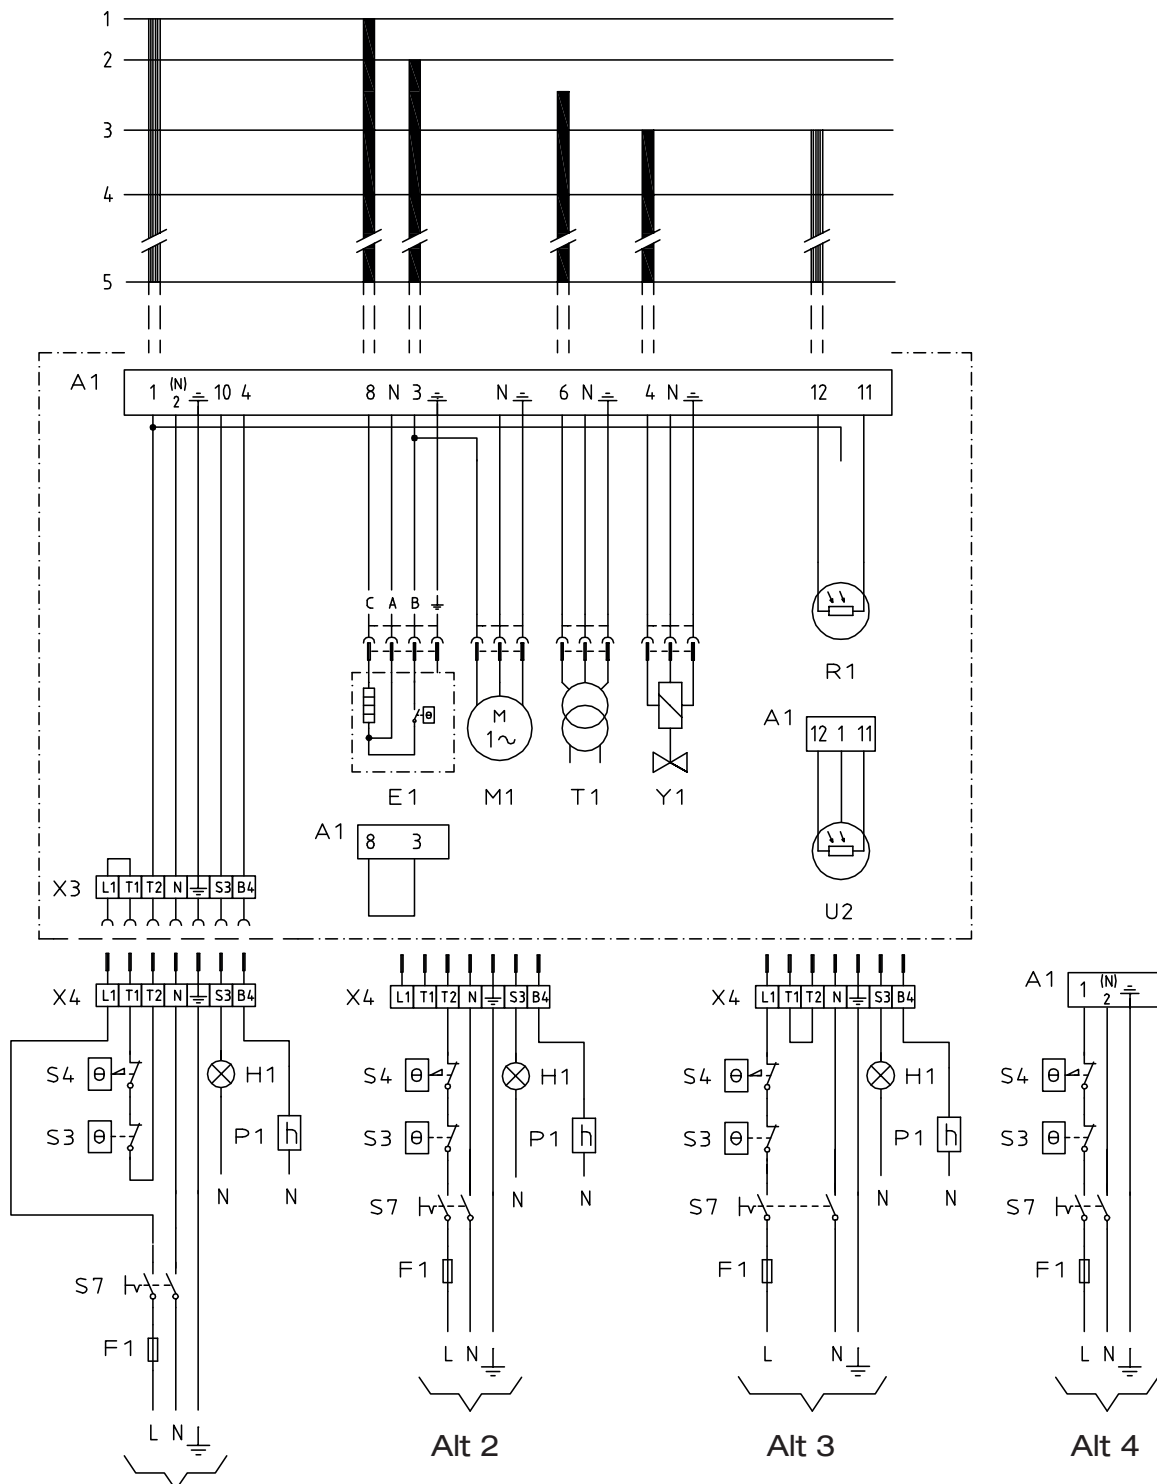 1
2
3
4
5
A1 1 (N) 2 10 4 8 N 3 N 6 N 4 N 12 11
C A B
R1
M 1~
A1
12 1 11
E1 M1 T1 Y1
A1 8 3
U2
X3 L1 T1 T2 N S3 B4
X4 L1 T1 T2 N S3 B4
X4 L1 T1 T2 N S3 B4
X4 L1 T1 T2 N S3 B4
A1 1 (N) 2
S4 θ H1
S4 θ H1
S4 θ H1
S4 θ
S3 θ P1 h
S3 θ P1 h
S3 θ P1 h
S3 θ
N N
N N
N N
S7
S7
S7
S7
F1
F1
F1
F1
L N
L N
L N
L N
Alt 2
Alt 3
Alt 4